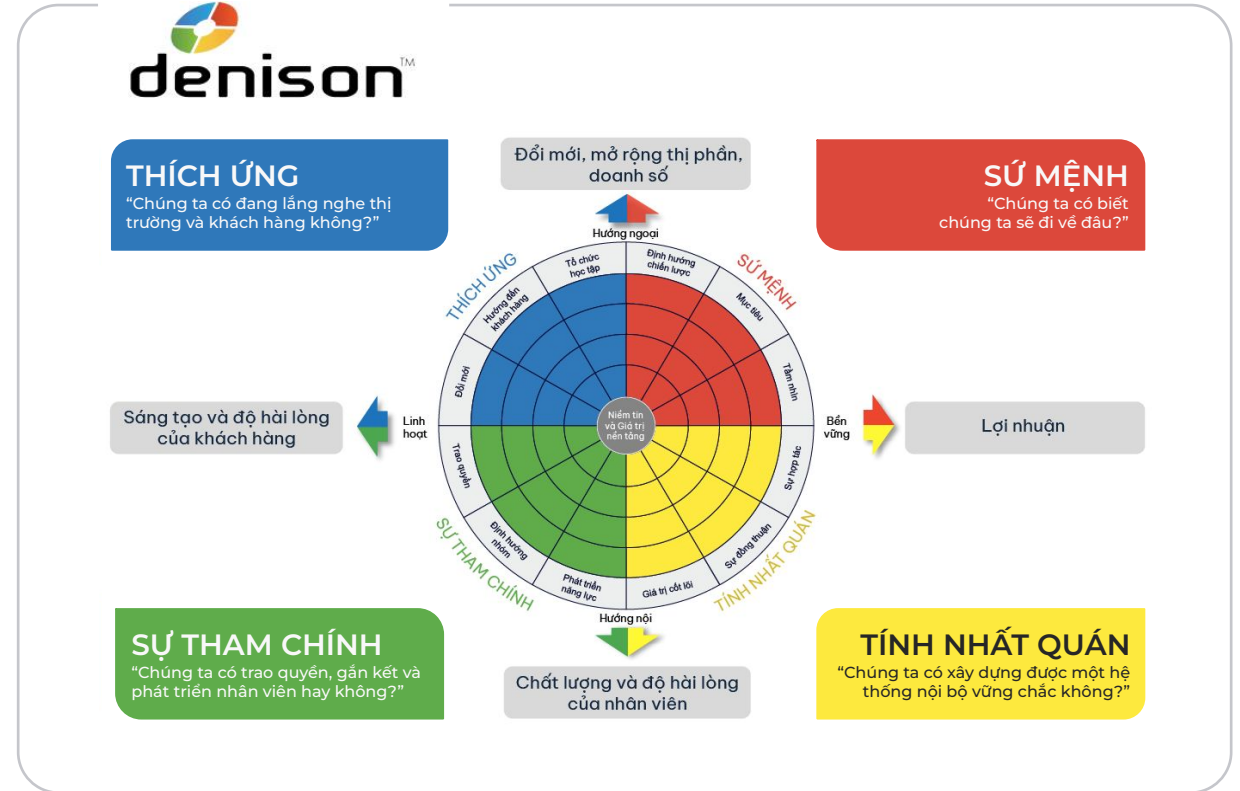 denison™
THÍCH ỨNG
“Chúng ta có đang lắng nghe thị
trường và khách hàng không?”
Đổi mới, mở rộng thị phần,
doanh số
SỨ MỆNH
“Chúng ta có biết
chúng ta sẽ đi về đâu?”
Hướng ngoại
THÍCH ỨNG
Tổ chức
học tập
Định hướng
chiến lược
SỨ MỆNH
Hướng đến
khách hàng
Mục tiêu
Đổi mới
Tầm nhìn
Sáng tạo và độ hài lòng
của khách hàng
Linh
hoạt
Niềm tin
và Giá trị
nền tảng
Bền
vững
Lợi nhuận
Trao quyền
Sự hợp tác
Định hướng
nhóm
Sự đồng thuận
SỰ THAM CHÍNH
Phát triển
năng lực
Giá trị cốt lõi
TÍNH NHẤT QUÁN
Hướng nội
SỰ THAM CHÍNH
“Chúng ta có trao quyền, gắn kết và
phát triển nhân viên hay không?”
Chất lượng và độ hài lòng
của nhân viên
TÍNH NHẤT QUÁN
“Chúng ta có xây dựng được một hệ
thống nội bộ vững chắc không?”